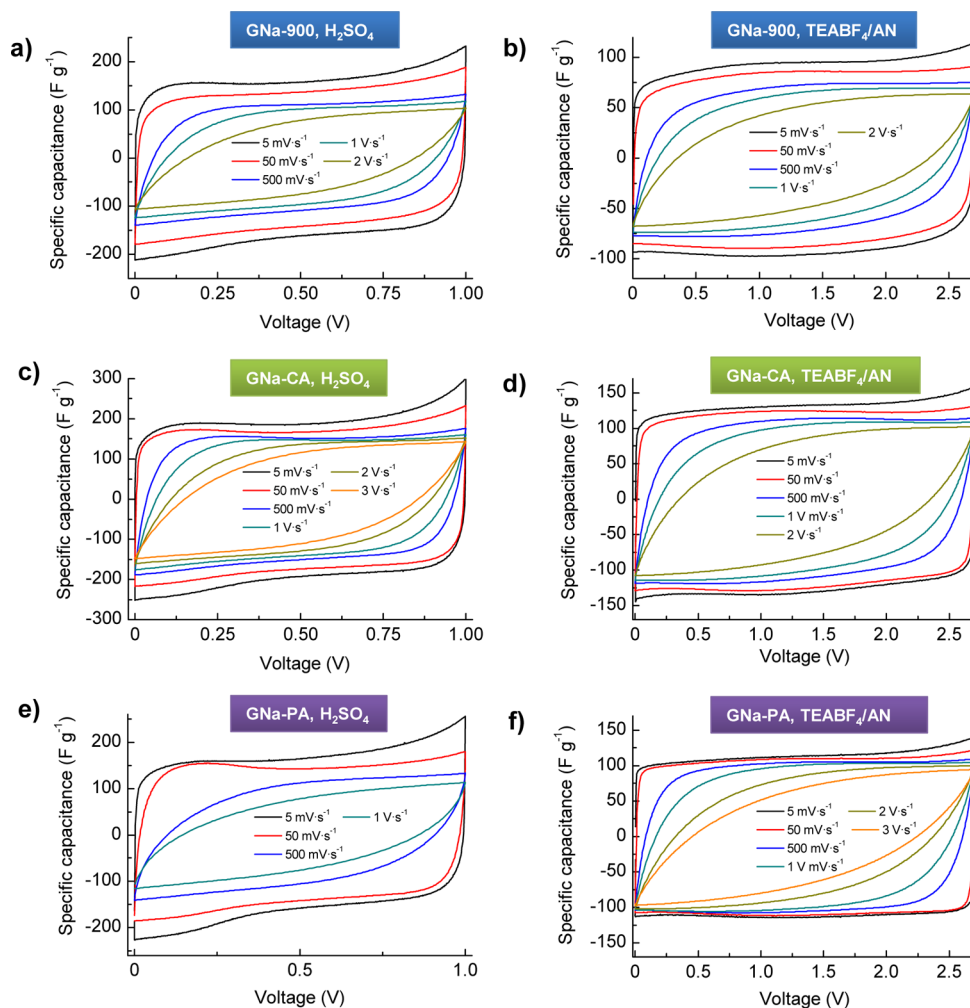 a)
GNa-900, H₂SO₄
Specific capacitance (F g⁻¹)
200
100
0
-100
-200
5 mV·s⁻¹ 1 V·s⁻¹
50 mV·s⁻¹ 2 V·s⁻¹
500 mV·s⁻¹
0 0.25 0.50 0.75 1.00
Voltage (V)
b)
GNa-900, TEABF₄/AN
Specific capacitance (F g⁻¹)
100
50
0
-50
-100
5 mV·s⁻¹ 2 V·s⁻¹
50 mV·s⁻¹
500 mV·s⁻¹
1 V·s⁻¹
0 0.5 1.0 1.5 2.0 2.5
Voltage (V)
c)
GNa-CA, H₂SO₄
Specific capacitance (F g⁻¹)
300
200
100
0
-100
-200
-300
5 mV·s⁻¹ 2 V·s⁻¹
50 mV·s⁻¹ 3 V·s⁻¹
500 mV·s⁻¹
1 V·s⁻¹
0 0.25 0.50 0.75 1.00
Voltage (V)
d)
GNa-CA, TEABF₄/AN
Specific capacitance (F g⁻¹)
150
100
50
0
-50
-100
-150
5 mV·s⁻¹
50 mV·s⁻¹
500 mV·s⁻¹
1 V mV·s⁻¹
2 V·s⁻¹
0 0.5 1.0 1.5 2.0 2.5
Voltage (V)
e)
GNa-PA, H₂SO₄
Specific capacitance (F g⁻¹)
200
100
0
-100
-200
5 mV·s⁻¹ 1 V·s⁻¹
50 mV·s⁻¹
500 mV·s⁻¹
0 0.5 1.0
Voltage (V)
f)
GNa-PA, TEABF₄/AN
Specific capacitance (F g⁻¹)
150
100
50
0
-50
-100
-150
5 mV·s⁻¹ 2 V·s⁻¹
50 mV·s⁻¹ 3 V·s⁻¹
500 mV·s⁻¹
1 V mV·s⁻¹
0 0.5 1.0 1.5 2.0 2.5
Voltage (V)